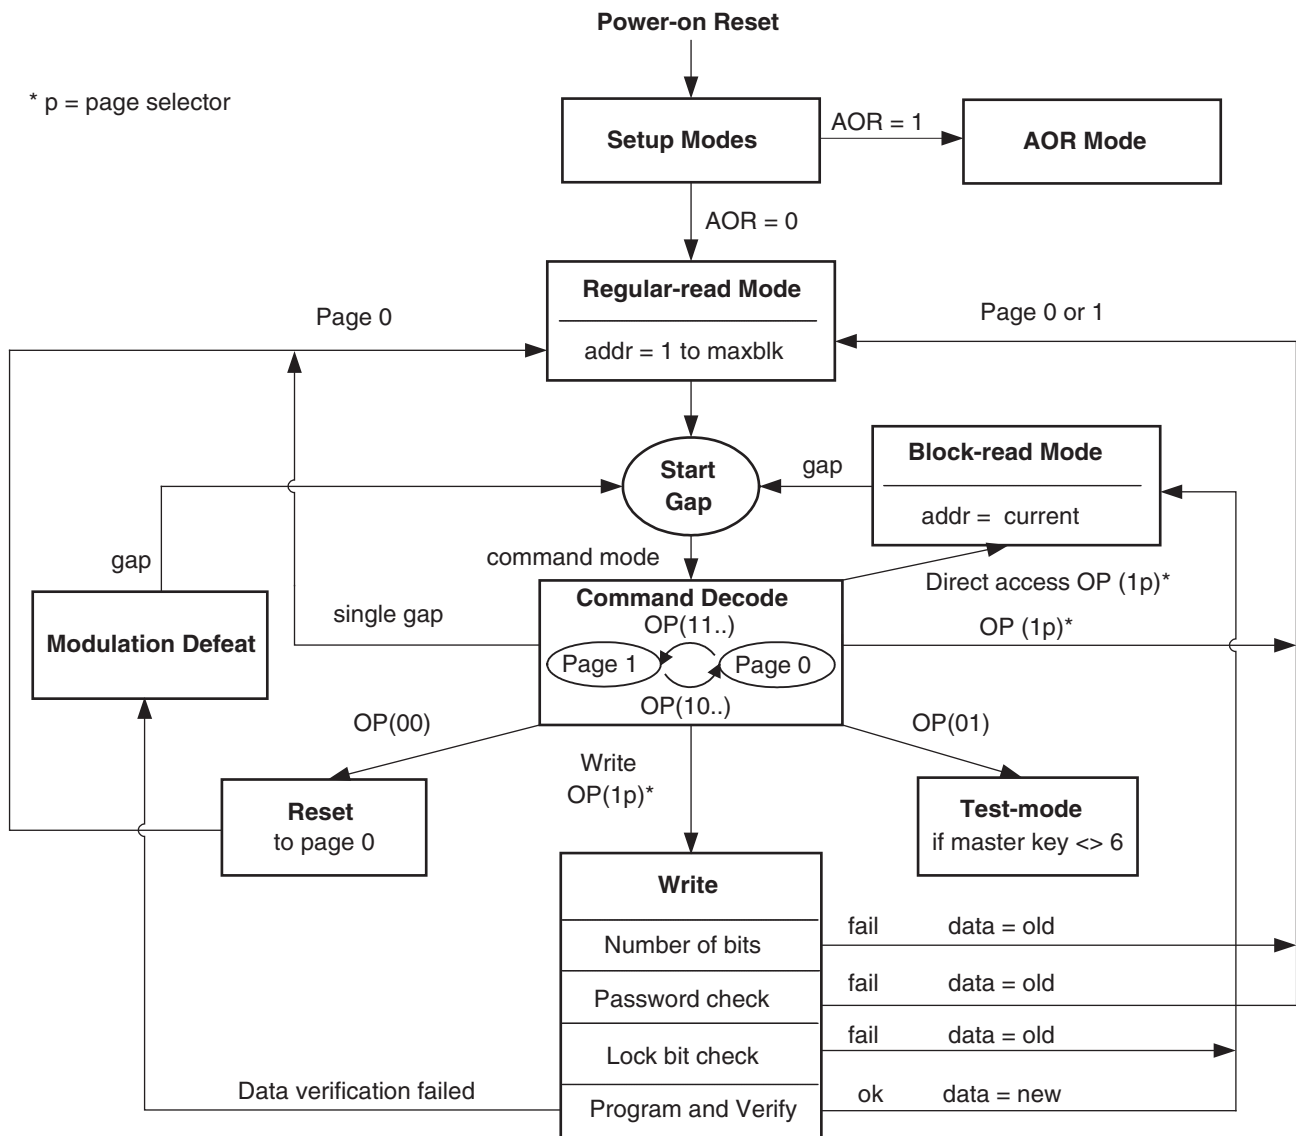 Power-on Reset
* p = page selector
Setup Modes
AOR = 1
AOR Mode
AOR = 0
Regular-read Mode
addr = 1 to maxblk
Page 0
Page 0 or 1
Start
Gap
gap
Block-read Mode
addr =  current
gap
command mode
Direct access OP (1p)*
Modulation Defeat
single gap
Command Decode
OP(11..)
Page 1
Page 0
OP(10..)
OP (1p)*
OP(00)
Write
OP(1p)*
OP(01)
Reset
to page 0
Test-mode
if master key <> 6
Write
Number of bits
fail data = old
Password check
fail data = old
Lock bit check
fail data = old
Data verification failed
Program and Verify
ok data = new